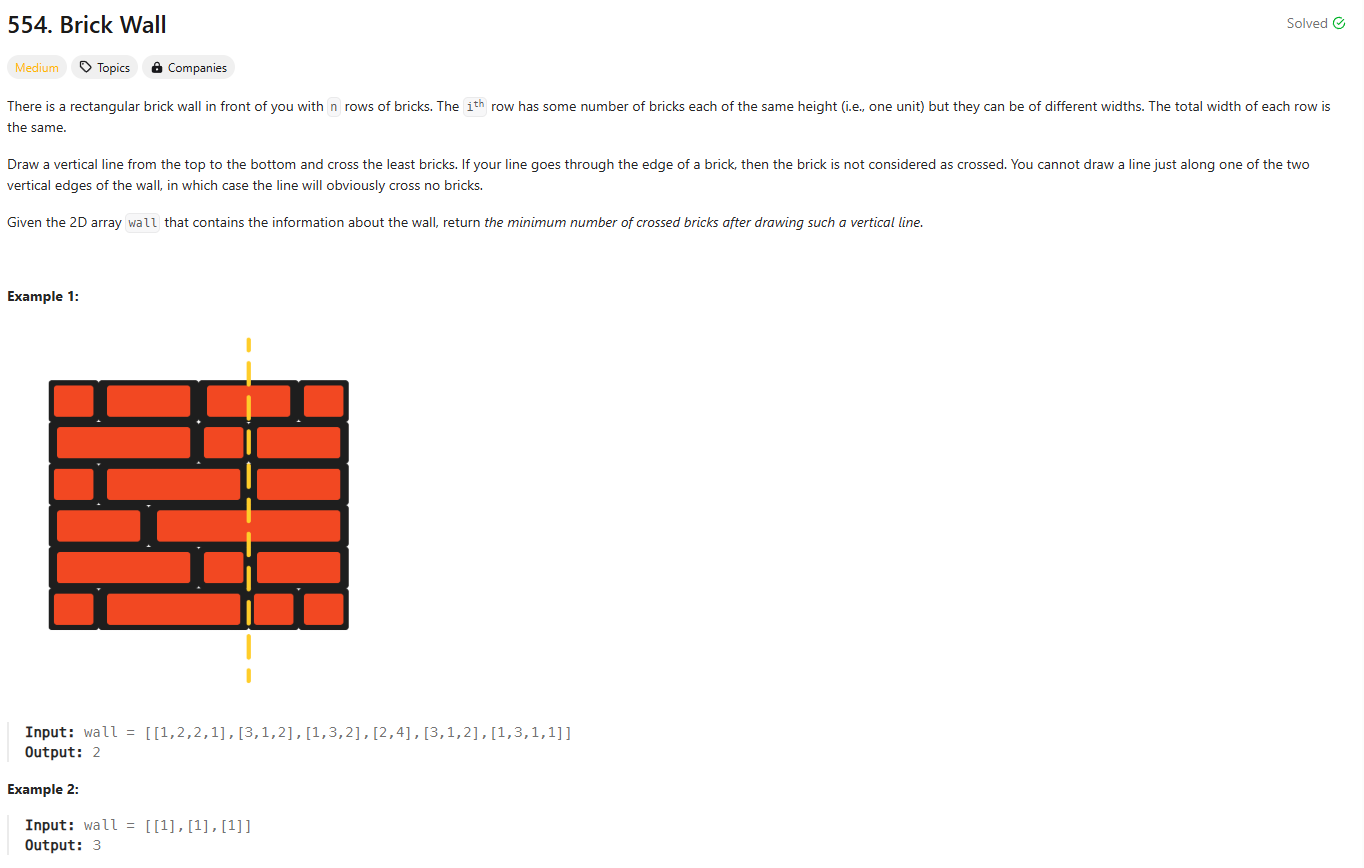 554. Brick Wall
Solved
Medium Topics Companies
There is a rectangular brick wall in front of you with n rows of bricks. The ith row has some number of bricks each of the same height (i.e., one unit) but they can be of different widths. The total width of each row is
the same.
Draw a vertical line from the top to the bottom and cross the least bricks. If your line goes through the edge of a brick, then the brick is not considered as crossed. You cannot draw a line just along one of the two
vertical edges of the wall, in which case the line will obviously cross no bricks.
Given the 2D array wall that contains the information about the wall, return the minimum number of crossed bricks after drawing such a vertical line.
Example 1:
Input: wall = [[1,2,2,1],[3,1,2],[1,3,2],[2,4],[3,1,2],[1,3,1,1]]
Output: 2
Example 2:
Input: wall = [[1],[1],[1]]
Output: 3